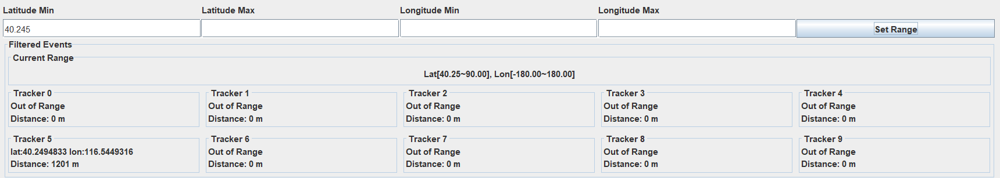 Latitude Min Latitude Max Longitude Min Longitude Max
40.245 Set Range
Filtered Events
Current Range
Lat[40.25~90.00], Lon[-180.00~180.00]
Tracker 0 Tracker 1 Tracker 2 Tracker 3 Tracker 4
Out of Range Out of Range Out of Range Out of Range Out of Range
Distance: 0 m Distance: 0 m Distance: 0 m Distance: 0 m Distance: 0 m
Tracker 5 Tracker 6 Tracker 7 Tracker 8 Tracker 9
lat:40.2494833 lon:116.5449316 Out of Range Out of Range Out of Range Out of Range
Distance: 1201 m Distance: 0 m Distance: 0 m Distance: 0 m Distance: 0 m